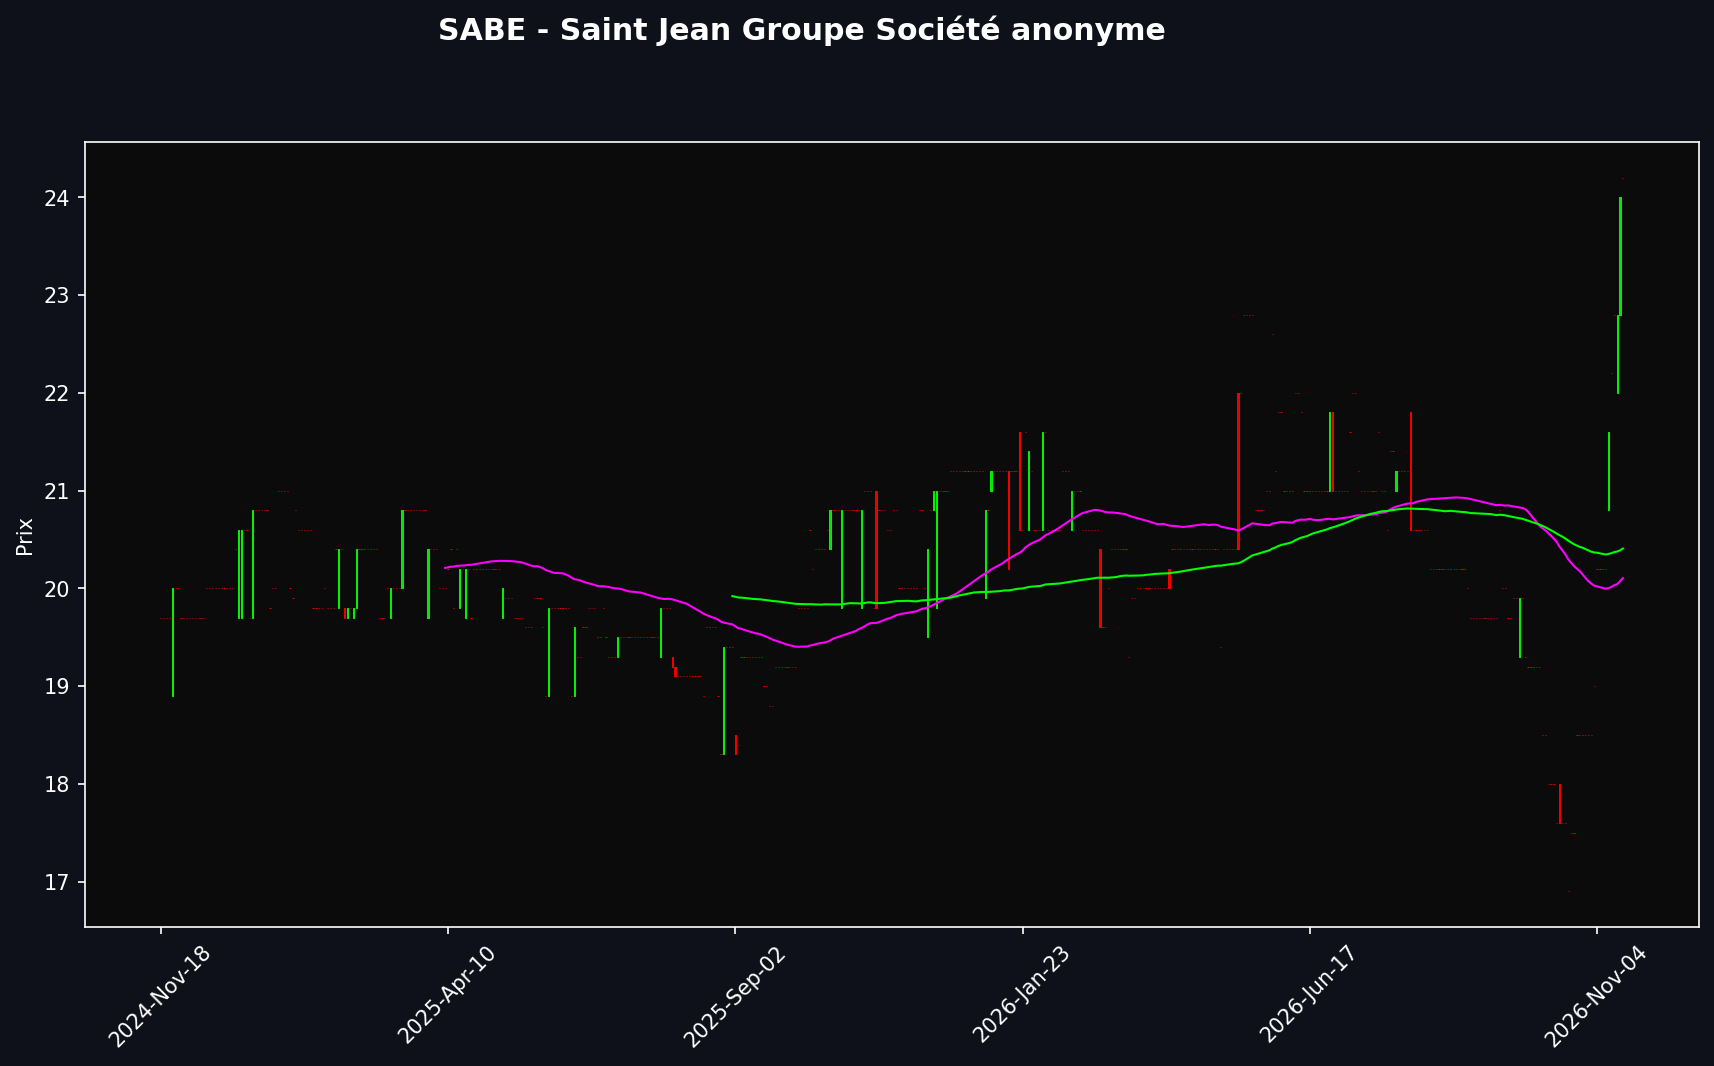 SABE - Saint Jean Groupe Société anonyme
Prix
24
23
22
21
20
19
18
17
2024-Nov-18
2025-Apr-10
2025-Sep-02
2026-Jan-23
2026-Jun-17
2026-Nov-04